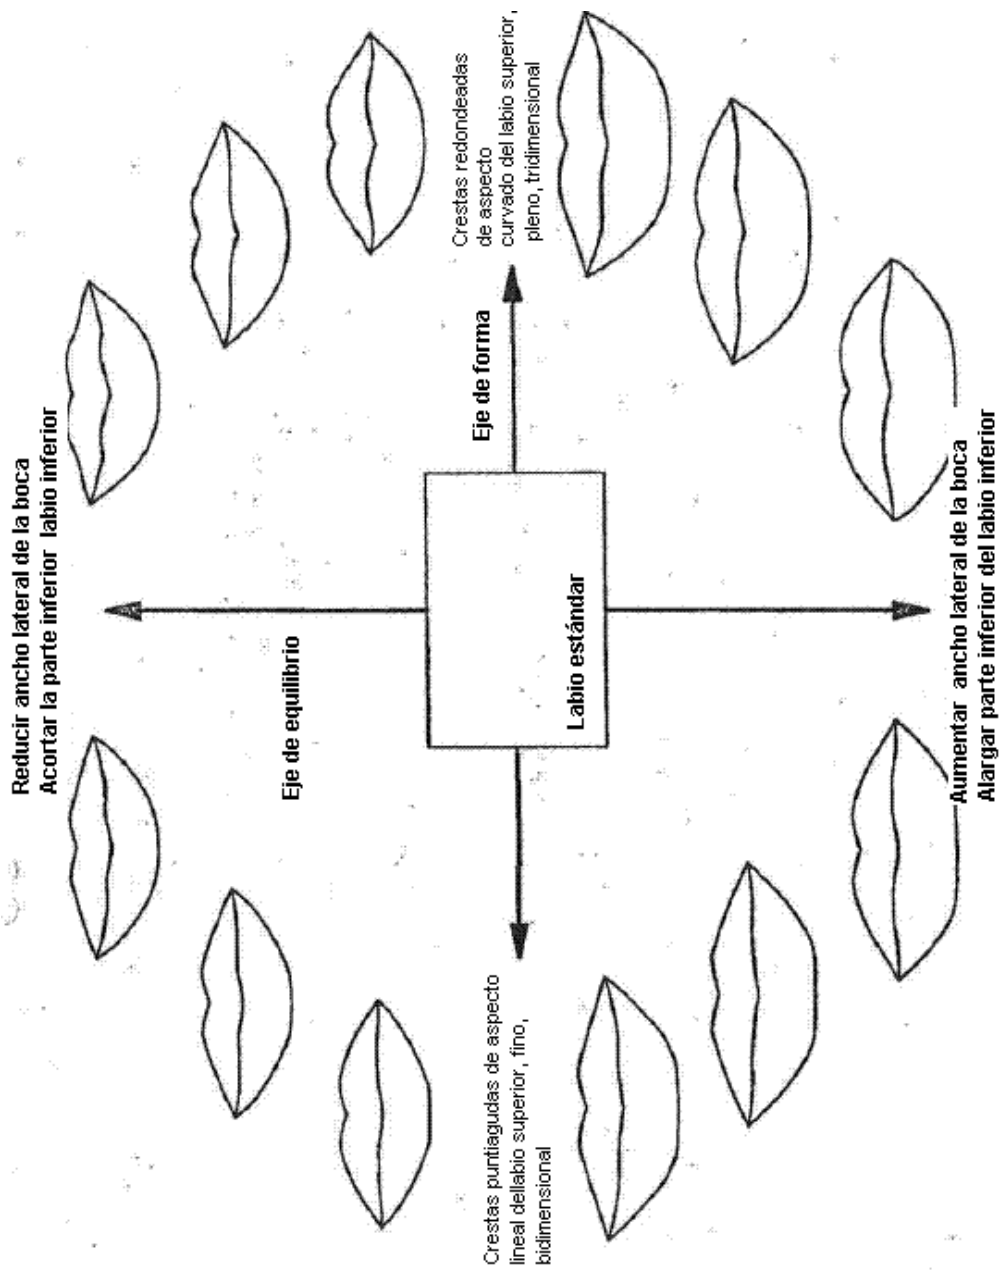 Reducir ancho lateral de la boca
Acortar la parte inferior labio inferior
Eje de equilibrio
Crestas puntiagudas de aspecto
lineal dellabio superior, fino,
bidimensional
Labio estándar
Eje de forma
Crestas redondeadas
de aspecto
curvado del labio superior,
pleno, tridimensional
Aumentar ancho lateral de la boca
Alargar parte inferior del labio inferior